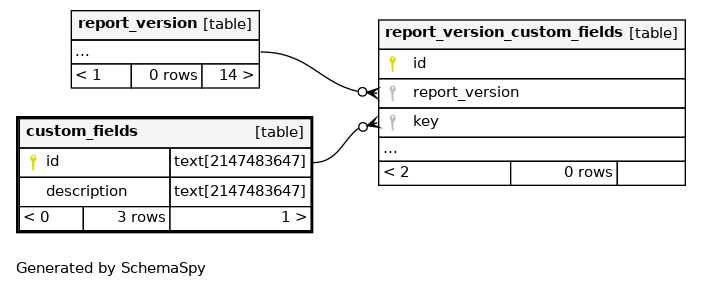 report_version [table]
...
< 1 0 rows 14 >
report_version_custom_fields [table]
id
report_version
key
...
< 2 0 rows
custom_fields [table]
id text[2147483647]
description text[2147483647]
< 0 3 rows 1 >
Generated by SchemaSpy